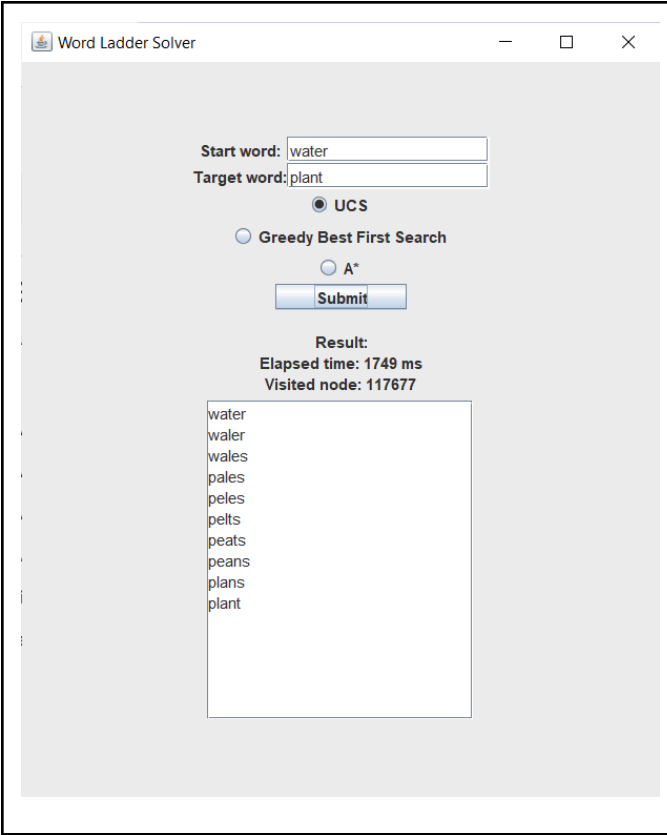 Word Ladder Solver
Start word: water
Target word: plant
UCS
Greedy Best First Search
A*
Submit
Result:
Elapsed time: 1749 ms
Visited node: 117677
water
waler
wales
pales
peles
pelts
peats
peans
plans
plant